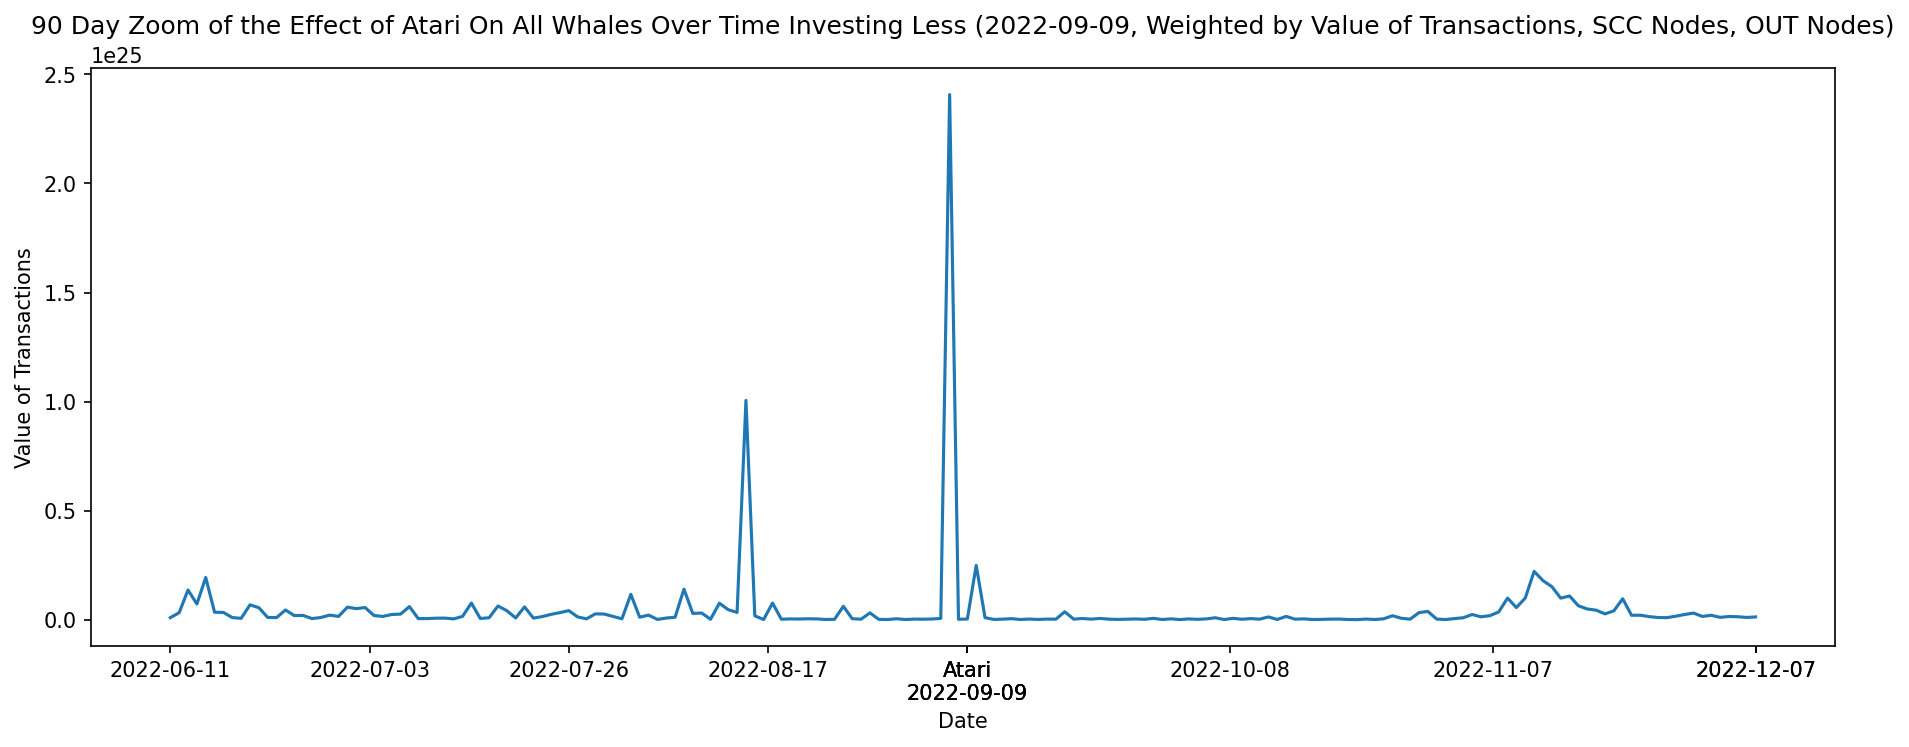 90 Day Zoom of the Effect of Atari On All Whales Over Time Investing Less (2022-09-09, Weighted by Value of Transactions, SCC Nodes, OUT Nodes)
1e25
2.5
2.0
1.5
1.0
0.5
0.0
Value of Transactions
2022-06-11 2022-07-03 2022-07-26 2022-08-17 Atari 2022-10-08 2022-11-07 2022-12-07
2022-09-09
Date